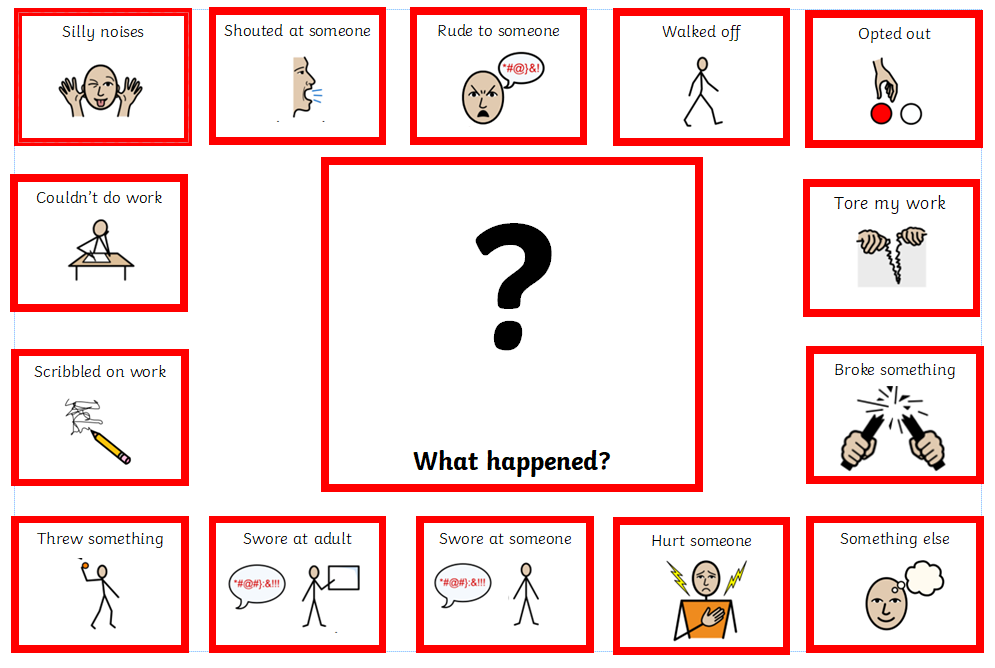 Silly noises
Shouted at someone
Rude to someone
*#@}&!
Walked off
Opted out
Couldn't do work
Tore my work
?
What happened?
Scribbled on work
Broke something
Threw something
Swore at adult
*#@#}:&!!!
Swore at someone
*#@#}:&!!!
Hurt someone
Something else